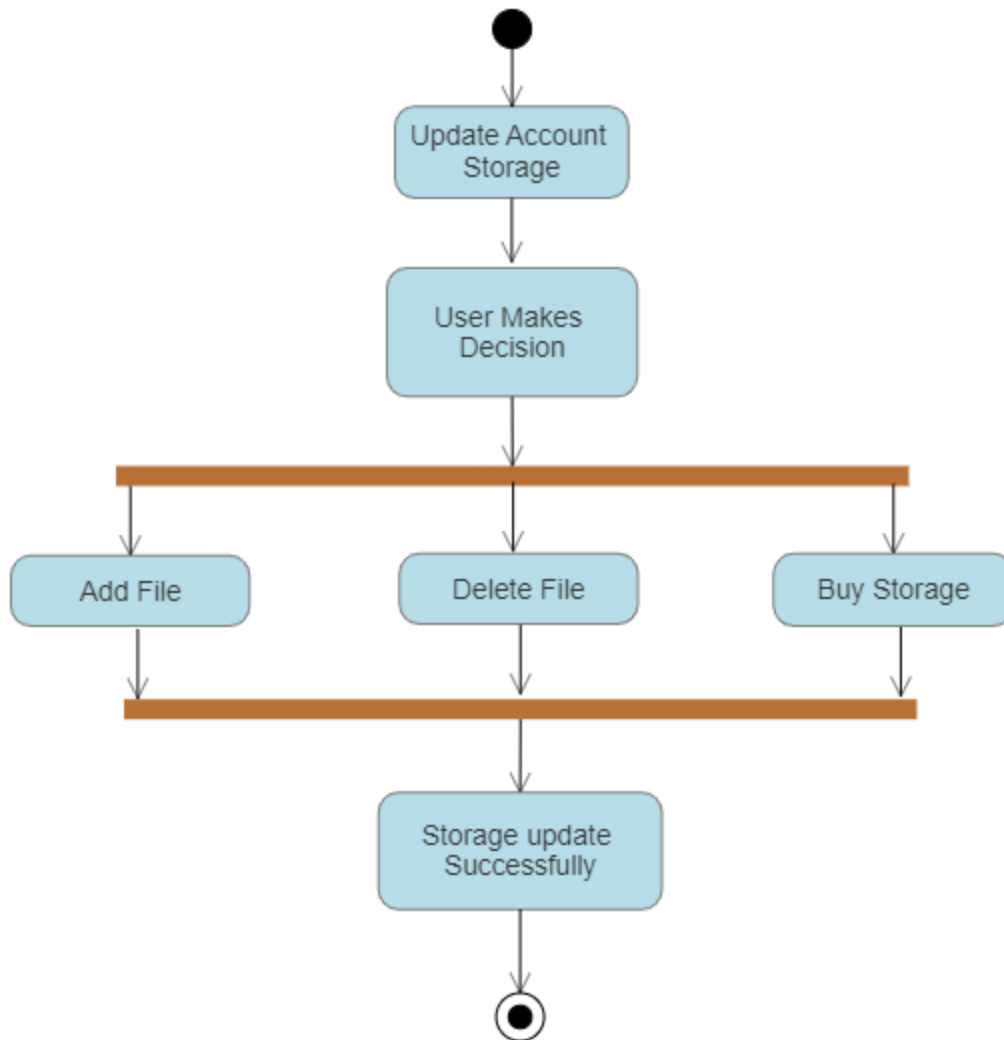 Update Account
Storage
User Makes
Decision
Add File
Delete File
Buy Storage
Storage update
Successfully